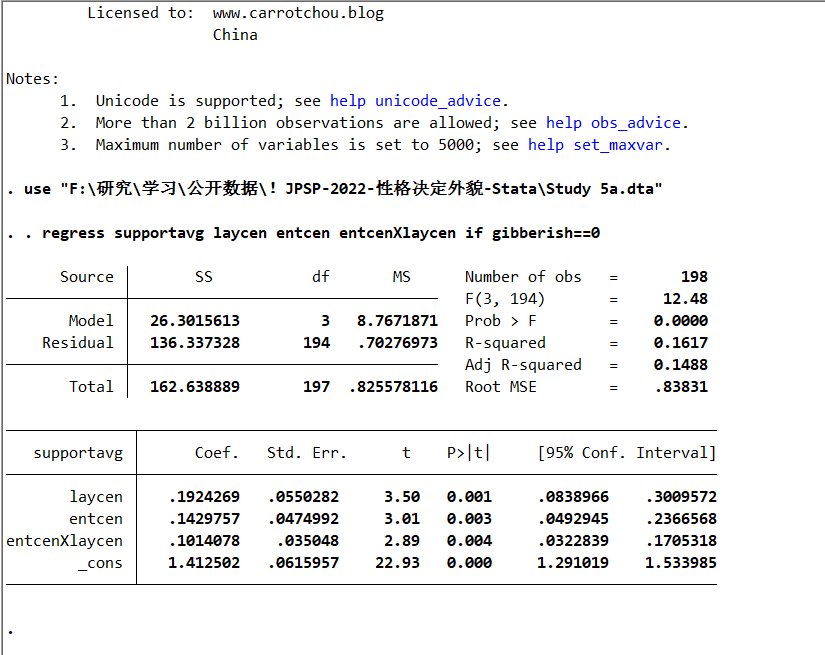 Licensed to:  www.carrotchou.blog
China
Notes:
1.  Unicode is supported; see help unicode_advice.
2.  More than 2 billion observations are allowed; see help obs_advice.
3.  Maximum number of variables is set to 5000; see help set_maxvar.
. use "F:\研究\学习\公开数据\！JPSP-2022-性格决定外貌-Stata\Study 5a.dta"
. . regress supportavg laycen entcen entcenXlaycen if gibberish==0
Source SS df MS Number of obs = 198
F(3, 194) = 12.48
Model 26.3015613 3 8.7671871 Prob > F = 0.0000
Residual 136.337328 194 .70276973 R-squared = 0.1617
Adj R-squared = 0.1488
Total 162.638889 197 .825578116 Root MSE = .83831
supportavg Coef. Std. Err. t P>|t| [95% Conf. Interval]
laycen .1924269 .0550282 3.50 0.001 .0838966 .3009572
entcen .1429757 .0474992 3.01 0.003 .0492945 .2366568
entcenXlaycen .1014078 .035048 2.89 0.004 .0322839 .1705318
_cons 1.412502 .0615957 22.93 0.000 1.291019 1.533985
.